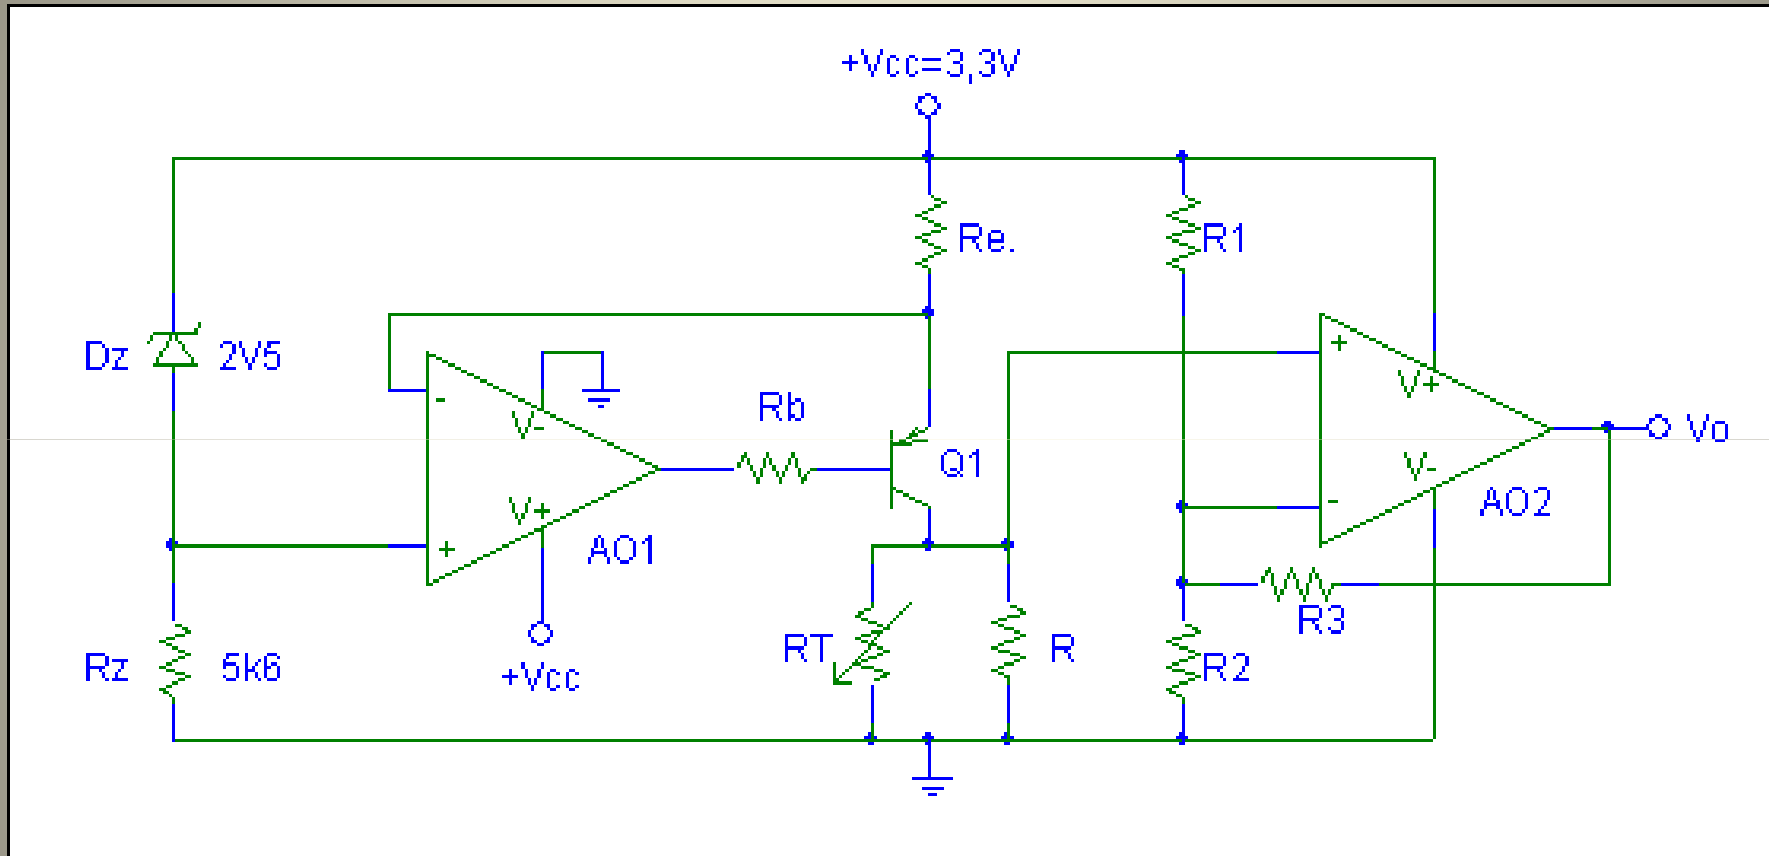 +Vcc=3,3V
Re.
R1
Dz
2V5
Rb
Q1
-
V-
V+
+
AO1
+Vcc
+
V+
V-
-
AO2
Vo
Rz
5k6
RT
R
R3
R2